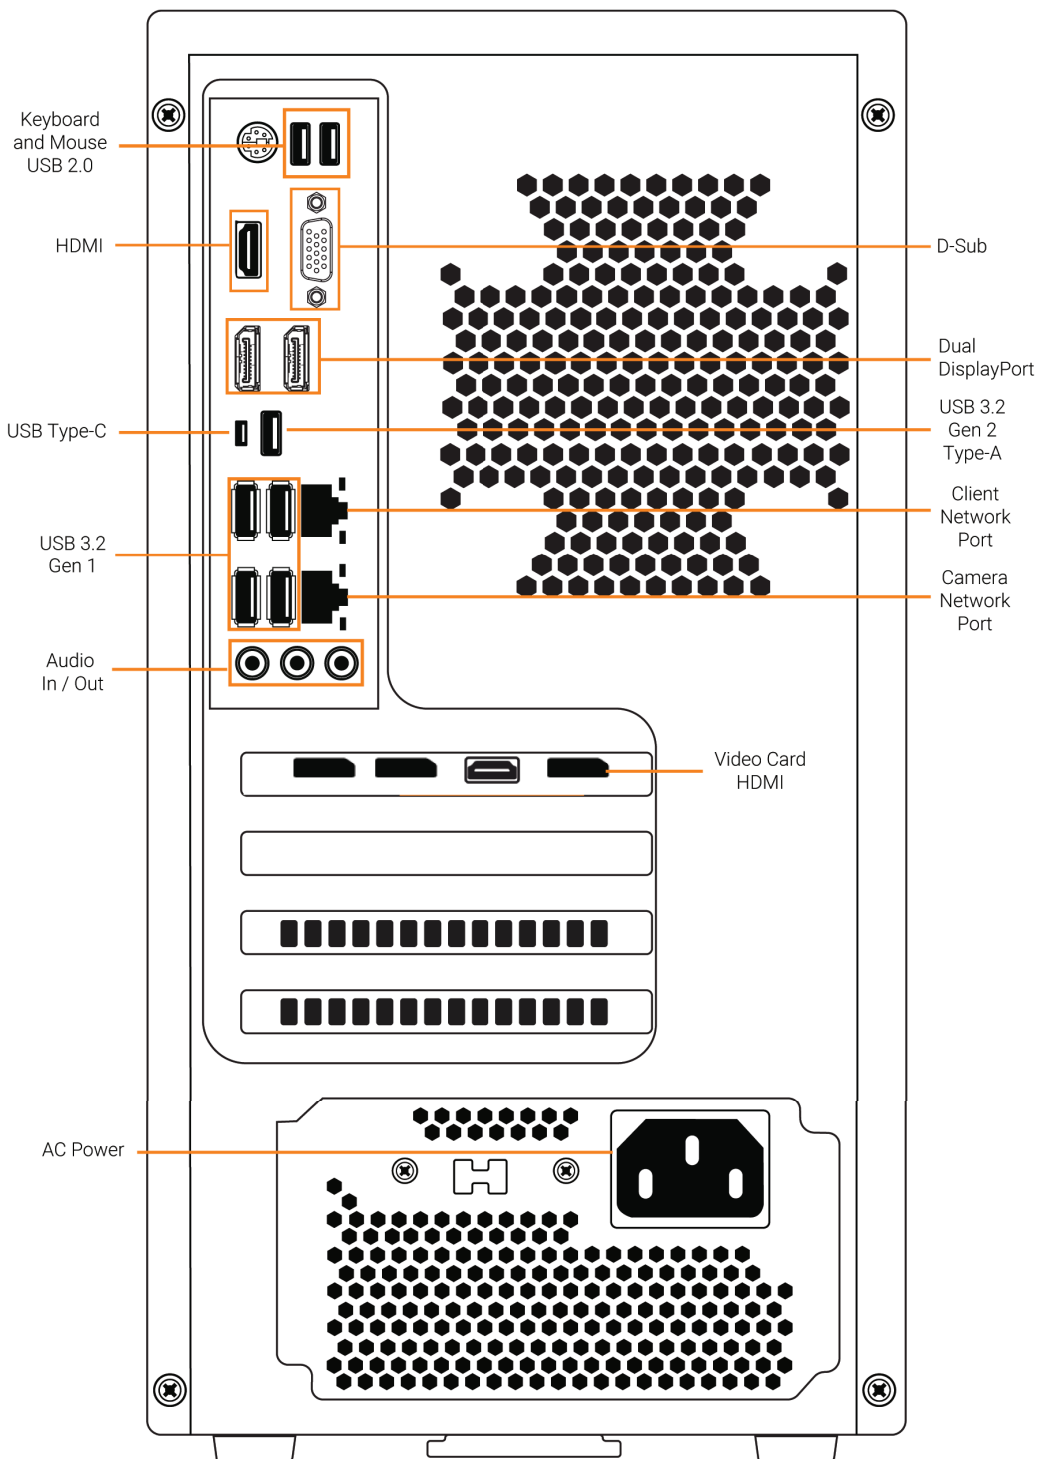 Keyboard
and Mouse
USB 2.0
HDMI
D-Sub
Dual
DisplayPort
USB Type-C
USB 3.2
Gen 2
Type-A
Client
Network
Port
USB 3.2
Gen 1
Camera
Network
Port
Audio
In / Out
Video Card
HDMI
AC Power